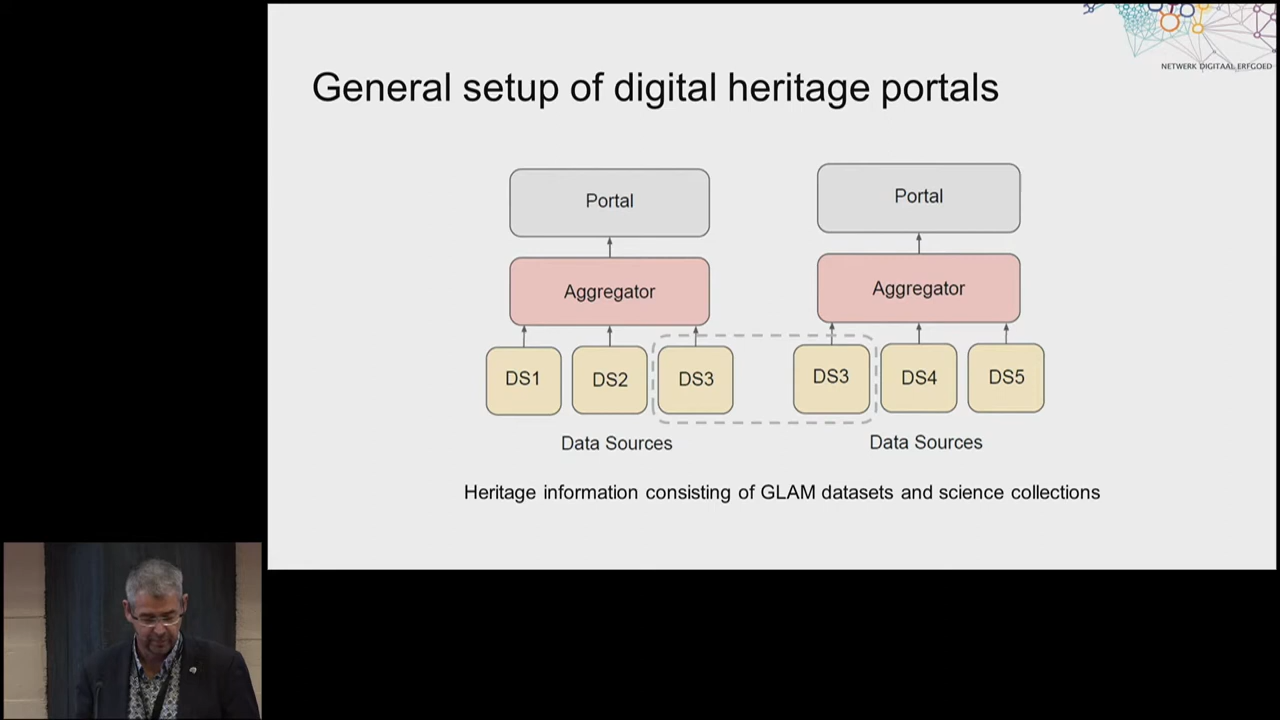 NETWERK DIGITAAL ERFGOED
General setup of digital heritage portals
Portal
Portal
Aggregator
Aggregator
DS1
DS2
DS3
DS3
DS4
DS5
Data Sources
Data Sources
Heritage information consisting of GLAM datasets and science collections